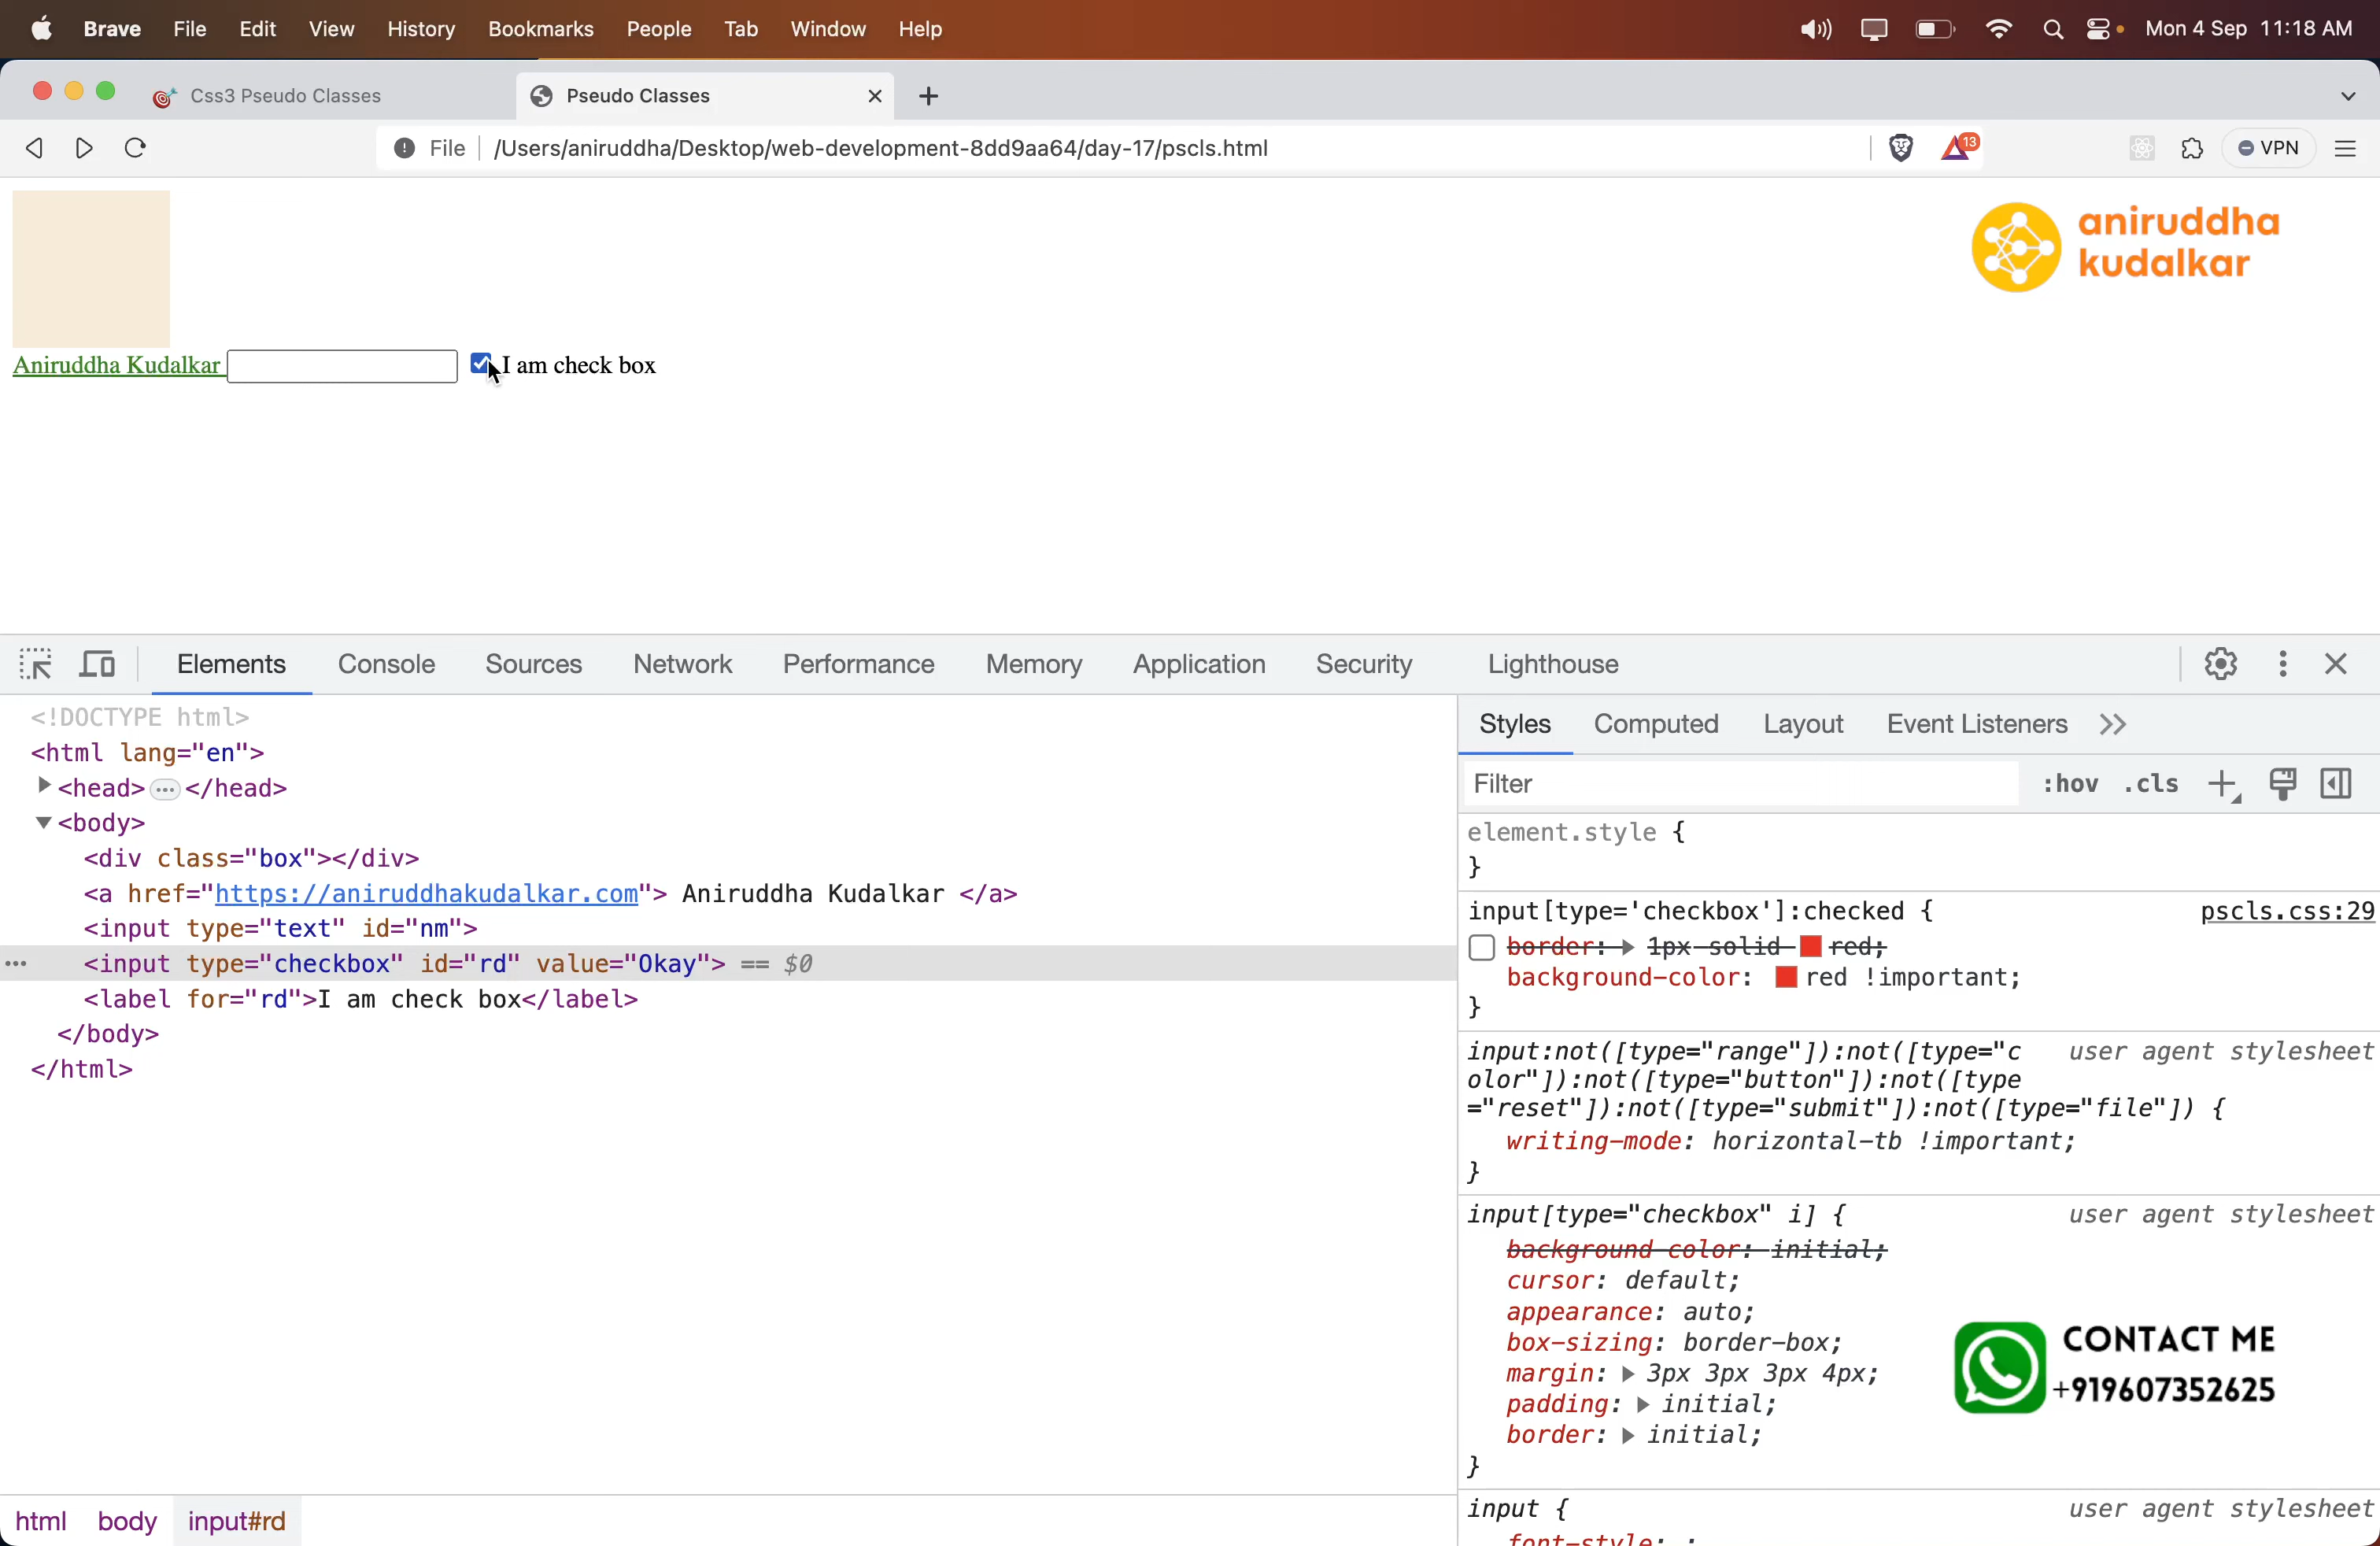 Brave File Edit View History Bookmarks People Tab Window Help Mon 4 Sep 11:18 AM
Css3 Pseudo Classes Pseudo Classes
File /Users/aniruddha/Desktop/web-development-8dd9aa64/day-17/pscls.html 13 VPN
aniruddha
kudalkar
Aniruddha Kudalkar I am check box
Elements Console Sources Network Performance Memory Application Security Lighthouse
<!DOCTYPE html>
<html lang="en">
<head> … </head>
<body>
<div class="box"></div>
<a href="https://aniruddhakudalkar.com"> Aniruddha Kudalkar </a>
<input type="text" id="nm">
<input type="checkbox" id="rd" value="Okay"> == $0
<label for="rd">I am check box</label>
</body>
</html>
html body input#rd
Styles Computed Layout Event Listeners
Filter :hov .cls
element.style {
}
input[type='checkbox']:checked { pscls.css:29
border: 1px solid red;
background-color: red !important;
}
input:not([type="range"]):not([type="c user agent stylesheet
olor"]):not([type="button"]):not([type
="reset"]):not([type="submit"]):not([type="file"]) {
writing-mode: horizontal-tb !important;
}
input[type="checkbox" i] { user agent stylesheet
background-color: initial;
cursor: default;
appearance: auto;
box-sizing: border-box;
margin: 3px 3px 3px 4px;
padding: initial;
border: initial;
}
CONTACT ME
+919607352625
input { user agent stylesheet
font-style: ;